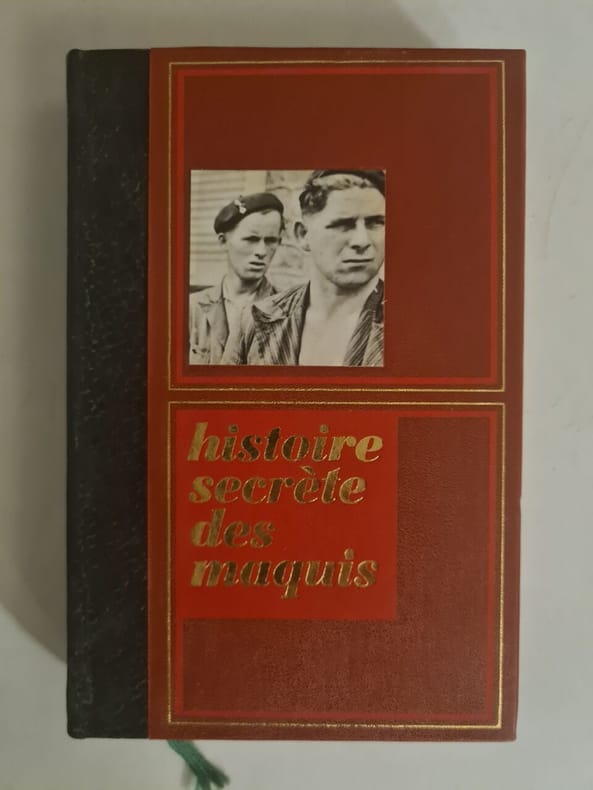 histoire
secrète
des
maquis